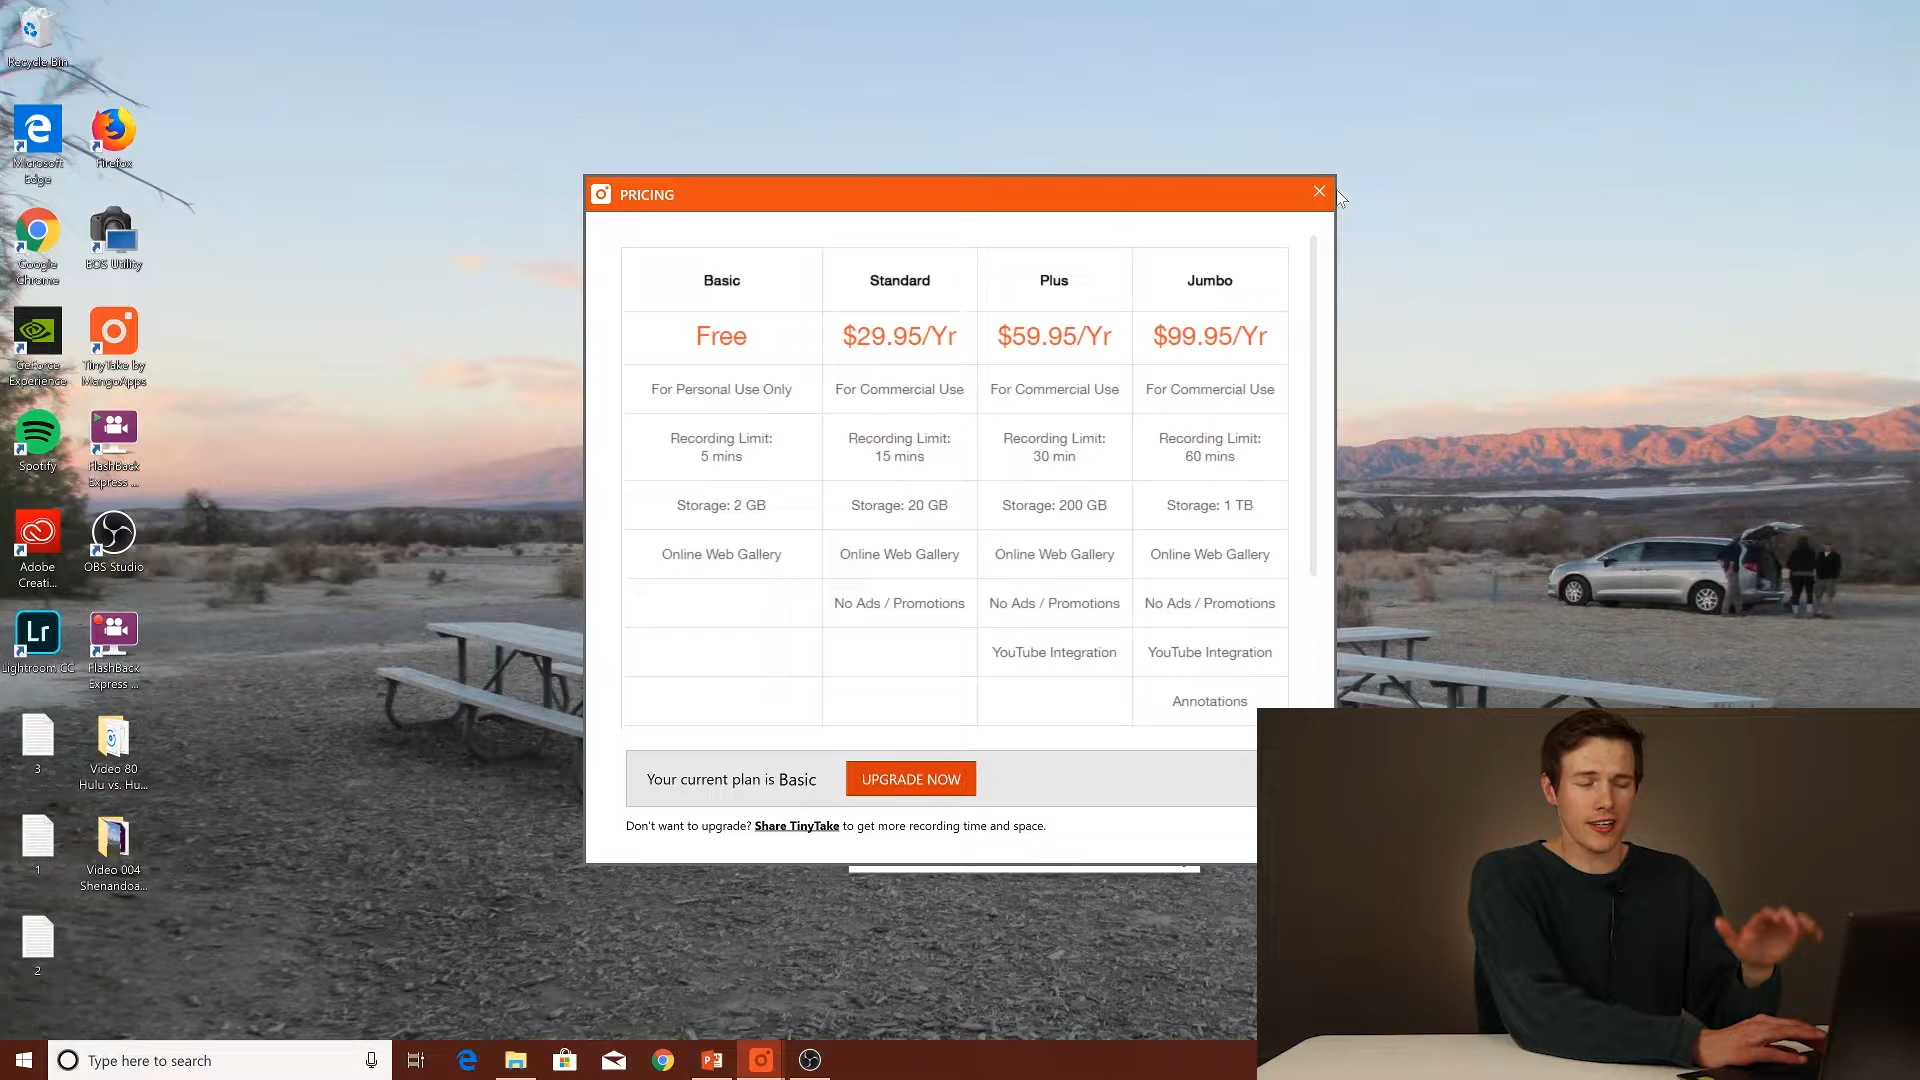 Recycle Bin
Microsoft
Edge
Firefox
Google
Chrome
EOS Utility
GeForce
Experience
TinyTake by
MangoApps
Spotify
FlashBack
Express ...
Adobe
Creati...
OBS Studio
Lr
Lightroom CC
FlashBack
Express ...
3
Video 80
Hulu vs. Hu...
1
Video 004
Shenandoa...
2
PRICING
Basic Standard Plus Jumbo
Free $29.95/Yr $59.95/Yr $99.95/Yr
For Personal Use Only For Commercial Use For Commercial Use For Commercial Use
Recording Limit: Recording Limit: Recording Limit: Recording Limit:
5 mins 15 mins 30 min 60 mins
Storage: 2 GB Storage: 20 GB Storage: 200 GB Storage: 1 TB
Online Web Gallery Online Web Gallery Online Web Gallery Online Web Gallery
No Ads / Promotions No Ads / Promotions No Ads / Promotions
YouTube Integration YouTube Integration
Annotations
Your current plan is Basic UPGRADE NOW
Don't want to upgrade? Share TinyTake to get more recording time and space.
Type here to search